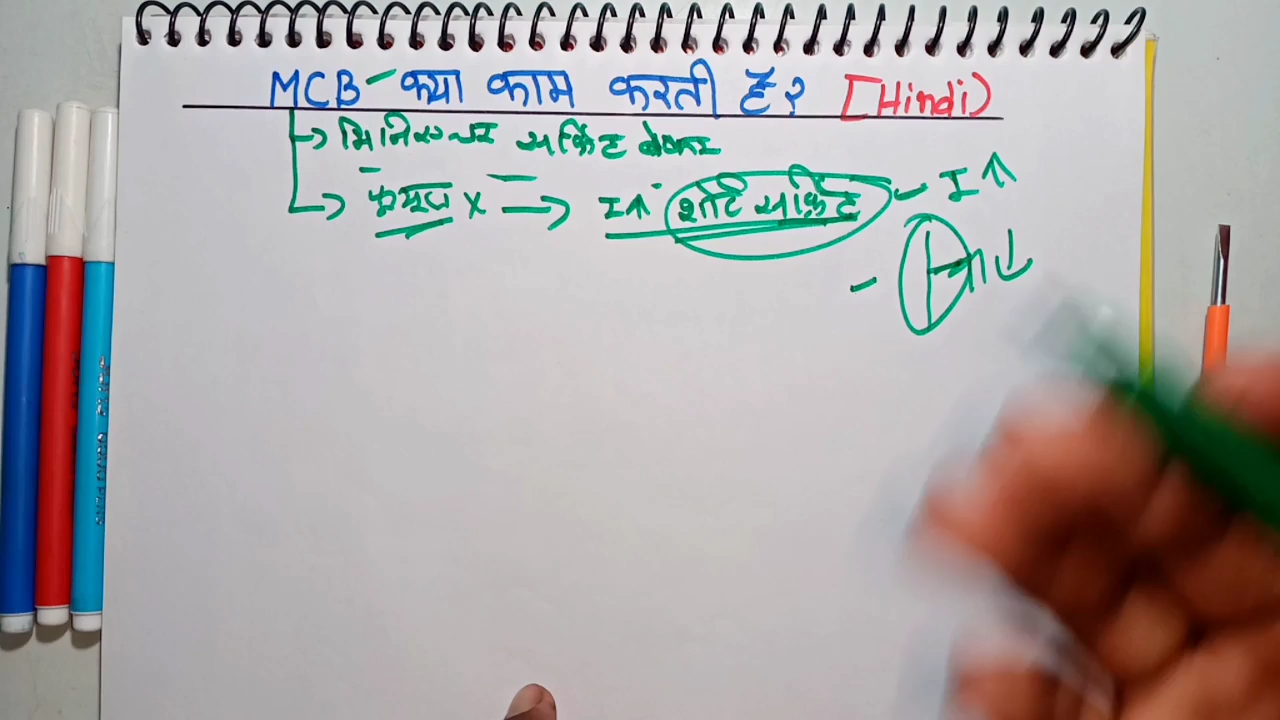 MCB - क्या काम करती है? [Hindi)
→ मिनिएचर सर्किट ब्रेकर
→ फ्यूज x → I↑ शोर्ट सर्किट - I↑